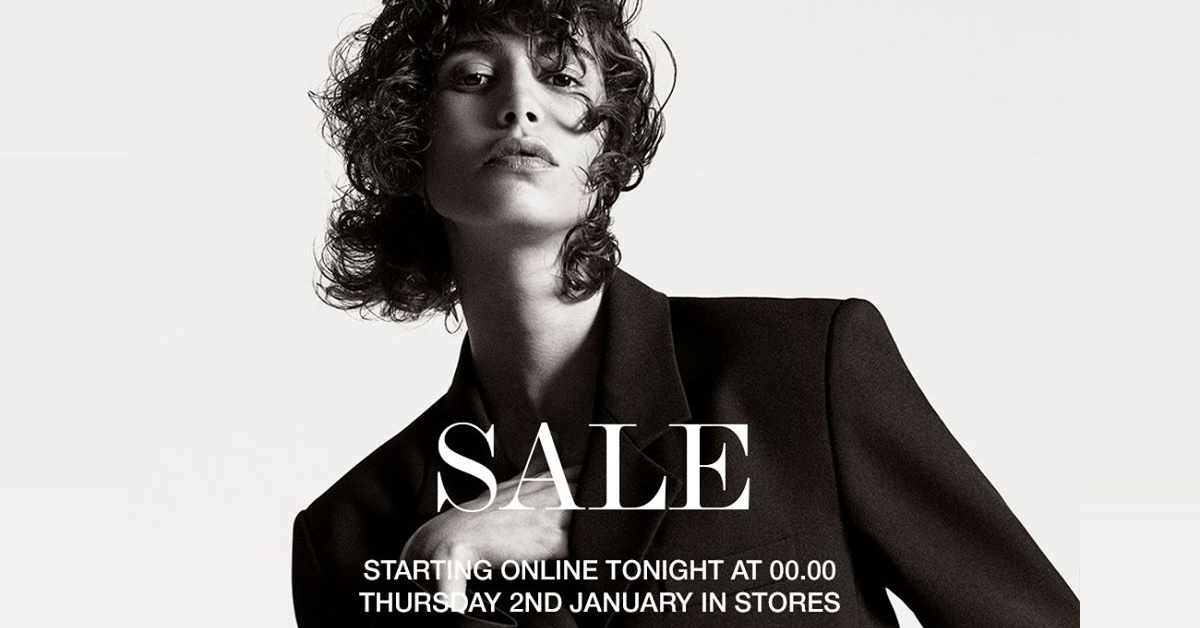 SALE
STARTING ONLINE TONIGHT AT 00.00
THURSDAY 2ND JANUARY IN STORES